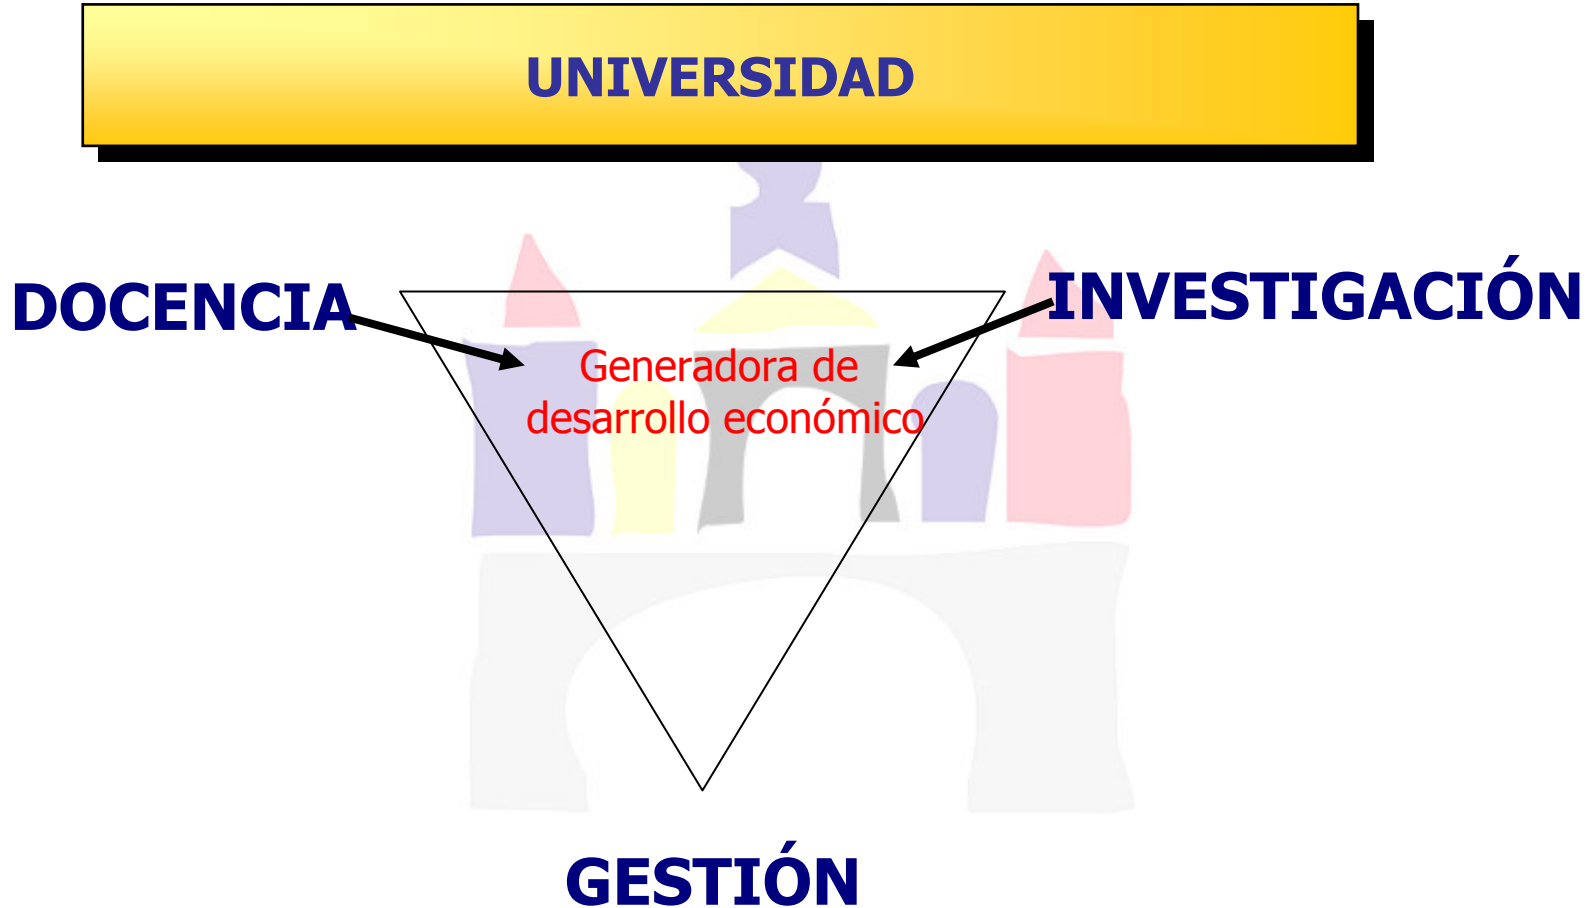 UNIVERSIDAD
DOCENCIA
INVESTIGACIÓN
Generadora de
desarrollo económico
GESTIÓN